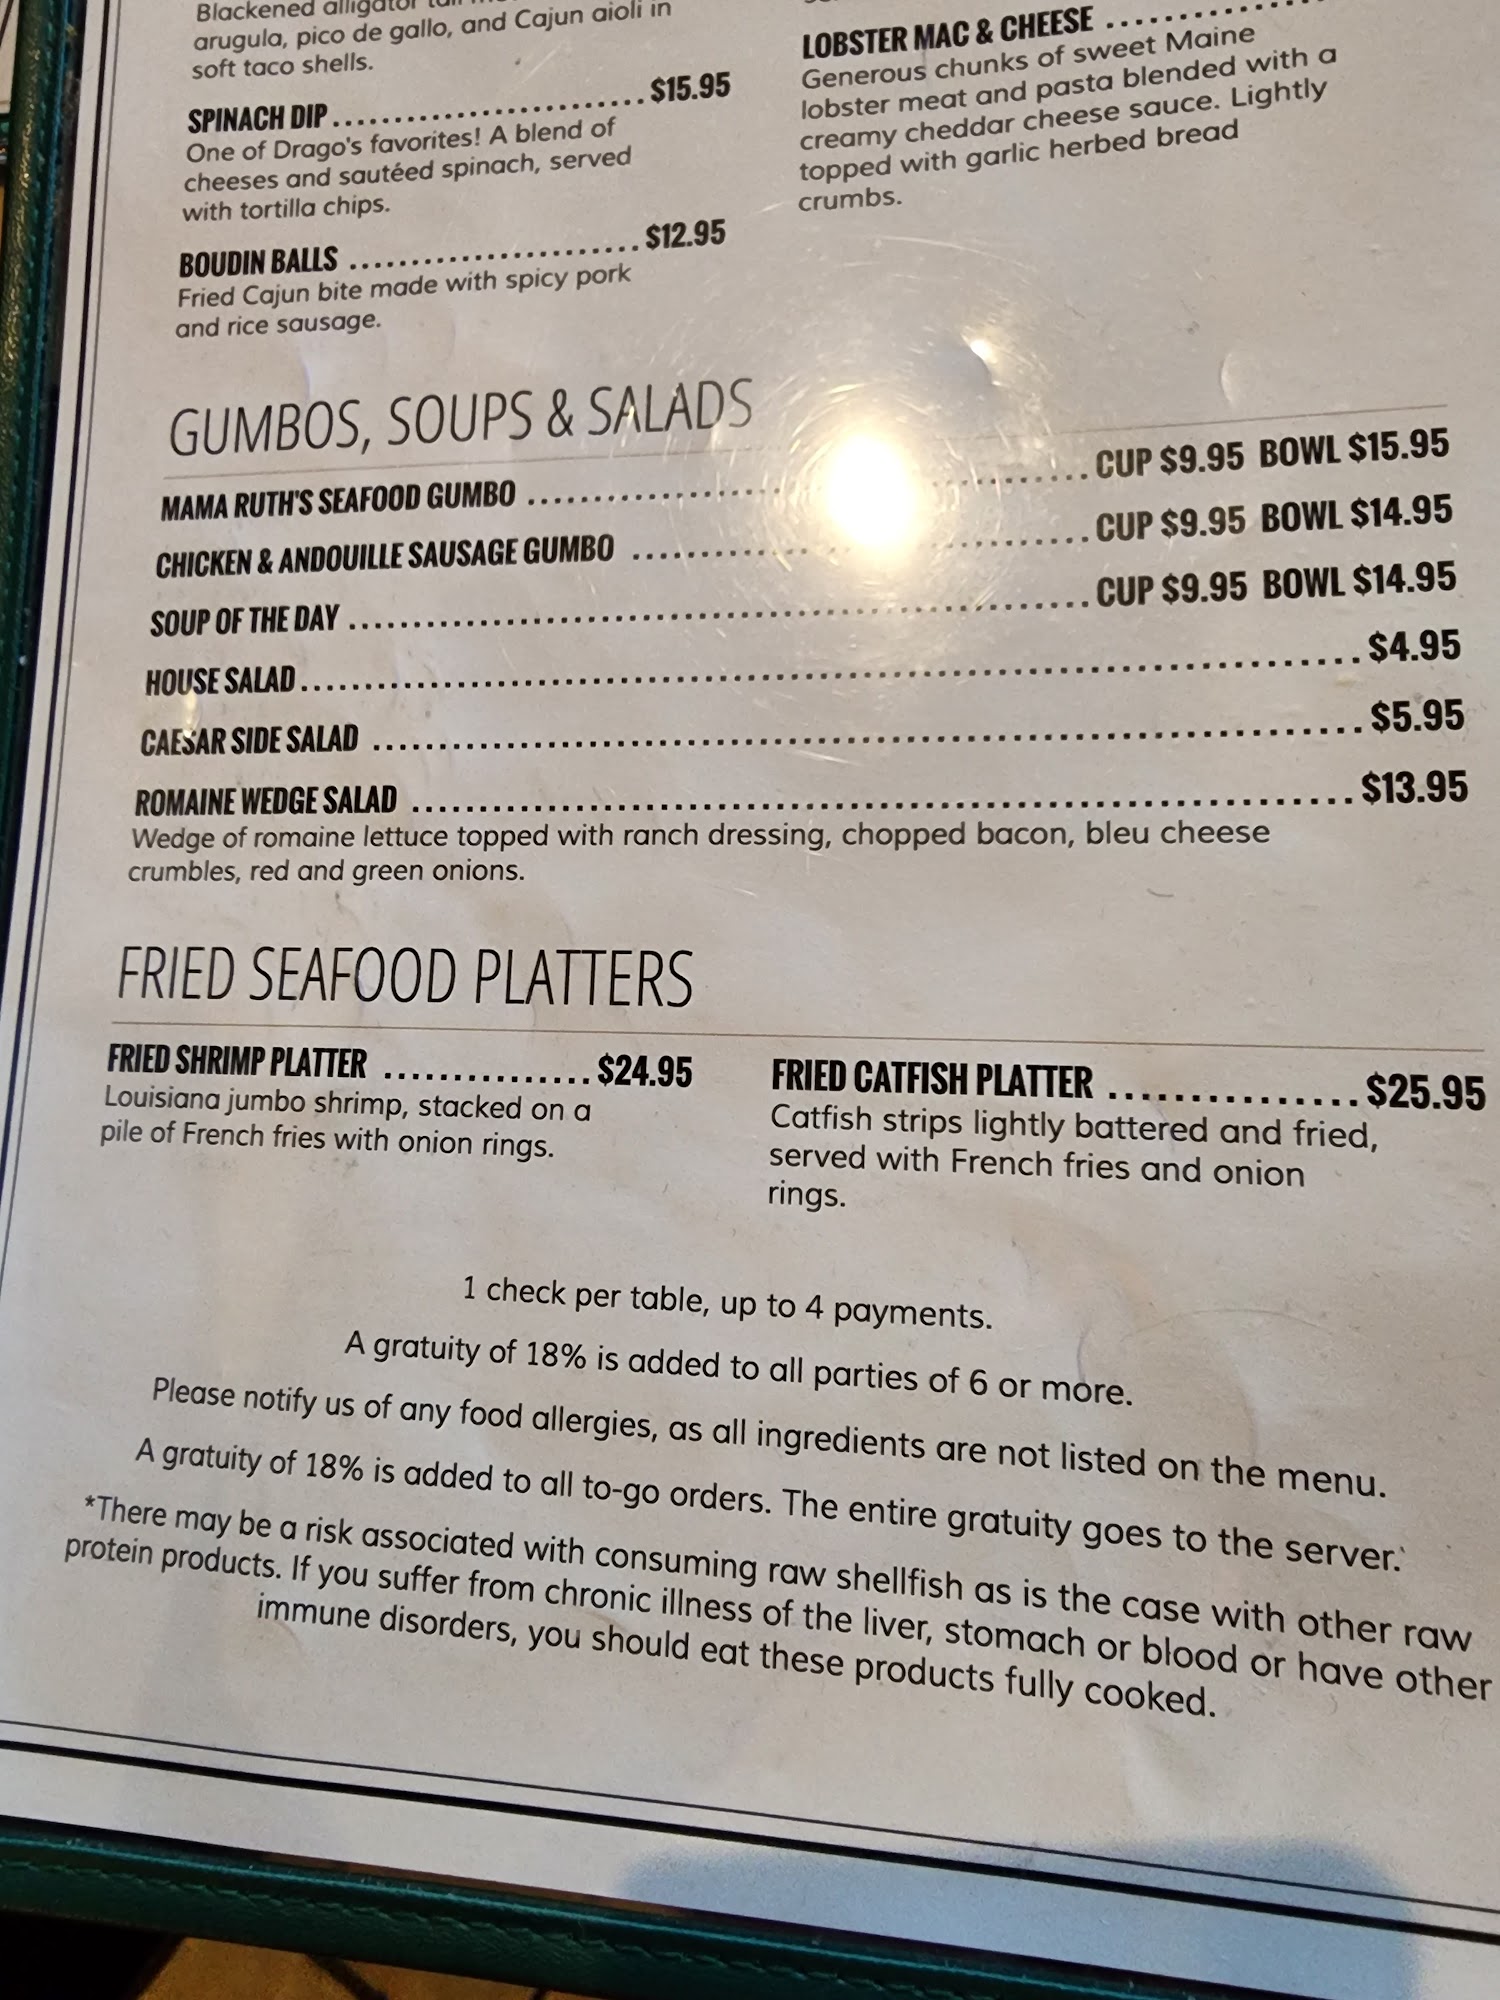 Blackened alligator
arugula, pico de gallo, and Cajun aioli in
soft taco shells.
SPINACH DIP ........................ $15.95
One of Drago's favorites! A blend of
cheeses and sautéed spinach, served
with tortilla chips.
BOUDIN BALLS ........................ $12.95
Fried Cajun bite made with spicy pork
and rice sausage.
LOBSTER MAC & CHEESE ..................
Generous chunks of sweet Maine
lobster meat and pasta blended with a
creamy cheddar cheese sauce. Lightly
topped with garlic herbed bread
crumbs.
GUMBOS, SOUPS & SALADS
MAMA RUTH'S SEAFOOD GUMBO ........................ CUP $9.95 BOWL $15.95
CHICKEN & ANDOUILLE SAUSAGE GUMBO ........................ CUP $9.95 BOWL $14.95
SOUP OF THE DAY ........................ CUP $9.95 BOWL $14.95
HOUSE SALAD ........................ $4.95
CAESAR SIDE SALAD ........................ $5.95
ROMAINE WEDGE SALAD ........................ $13.95
Wedge of romaine lettuce topped with ranch dressing, chopped bacon, bleu cheese
crumbles, red and green onions.
FRIED SEAFOOD PLATTERS
FRIED SHRIMP PLATTER ............... $24.95
Louisiana jumbo shrimp, stacked on a
pile of French fries with onion rings.
FRIED CATFISH PLATTER ............... $25.95
Catfish strips lightly battered and fried,
served with French fries and onion
rings.
1 check per table, up to 4 payments.
A gratuity of 18% is added to all parties of 6 or more.
Please notify us of any food allergies, as all ingredients are not listed on the menu.
A gratuity of 18% is added to all to-go orders. The entire gratuity goes to the server.
*There may be a risk associated with consuming raw shellfish as is the case with other raw
protein products. If you suffer from chronic illness of the liver, stomach or blood or have other
immune disorders, you should eat these products fully cooked.